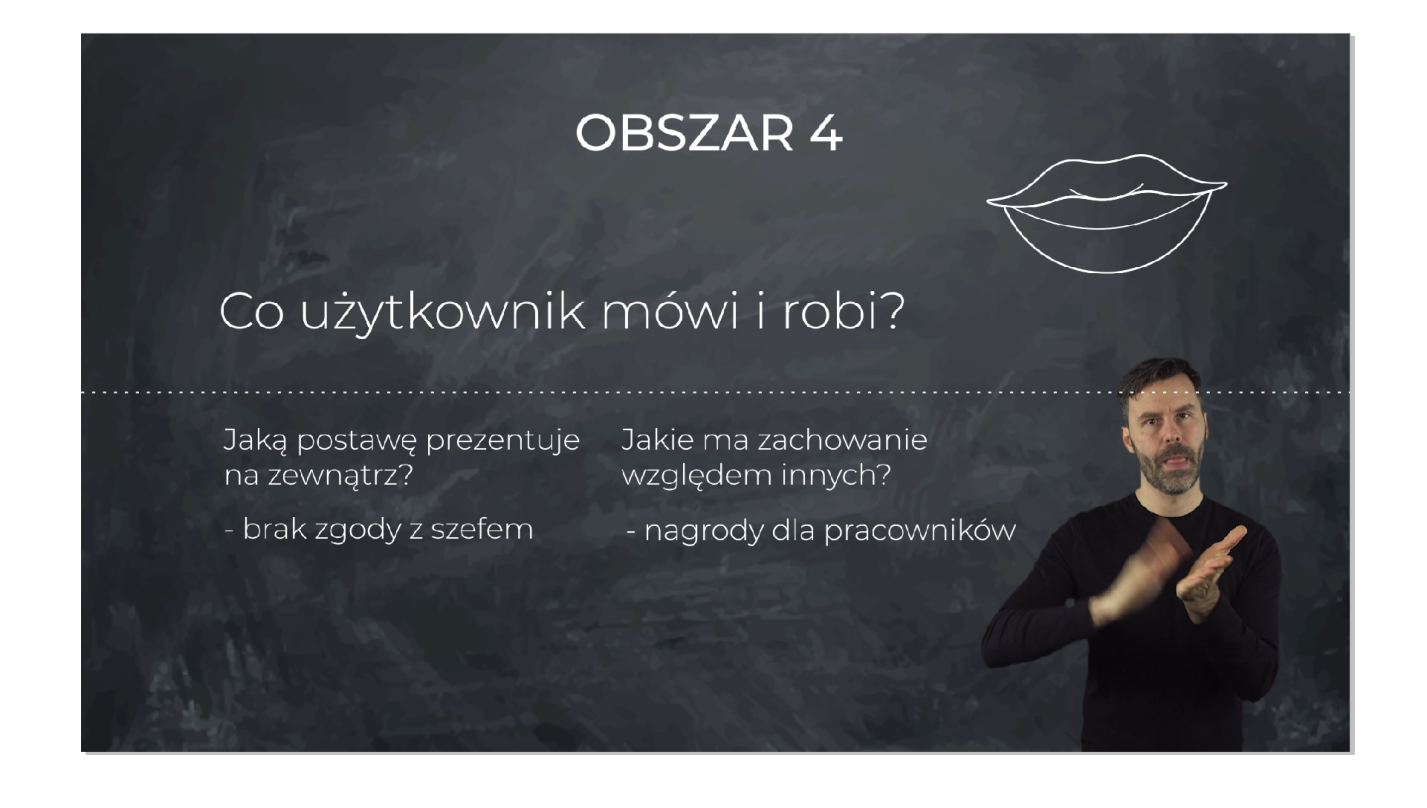 OBSZAR 4
Co użytkownik mówi i robi?
Jaką postawę prezentuje
na zewnątrz?
- brak zgody z szefem
Jakie ma zachowanie
względem innych?
- nagrody dla pracowników